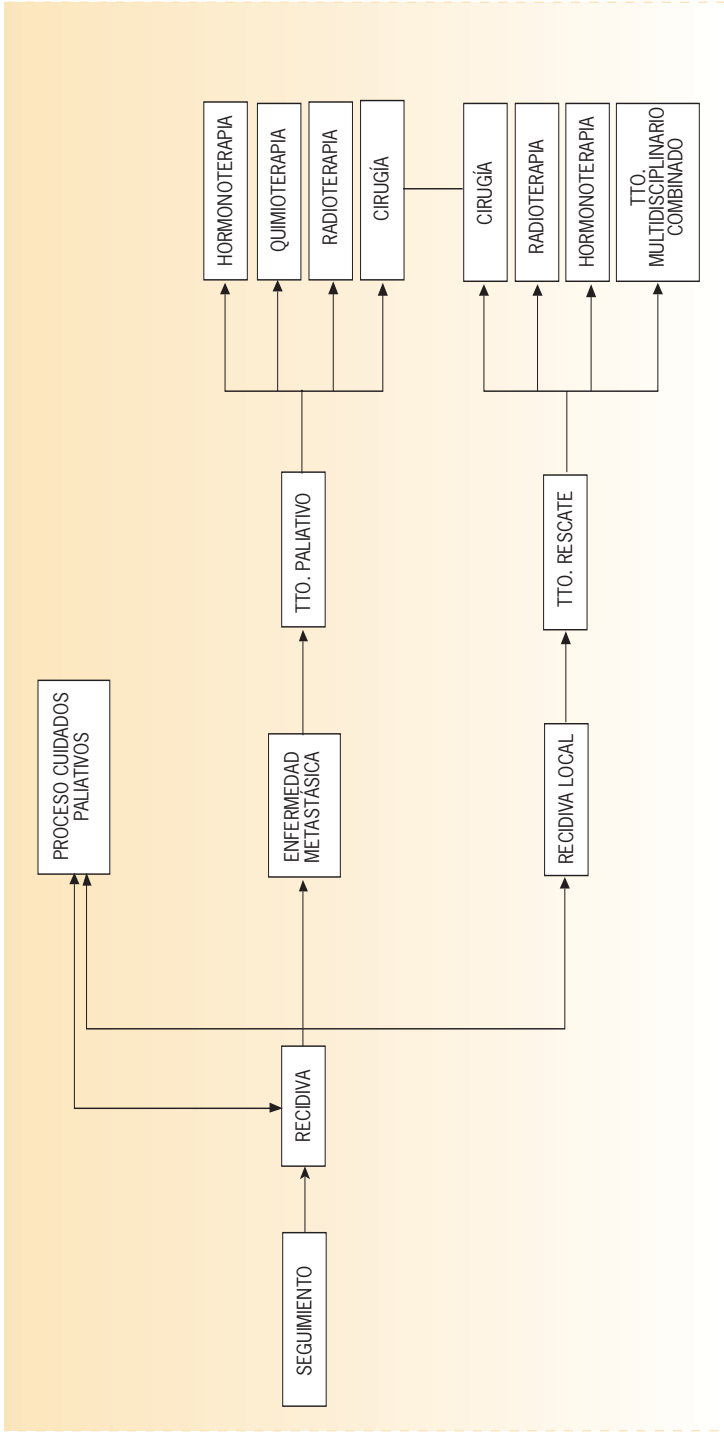 SEGUIMIENTO
RECIDIVA
PROCESO CUIDADOS
PALIATIVOS
ENFERMEDAD
METASTÁSICA
TTO. PALIATIVO
HORMONOTERAPIA
QUIMIOTERAPIA
RADIOTERAPIA
CIRUGÍA
RECIDIVA LOCAL
TTO. RESCATE
CIRUGÍA
RADIOTERAPIA
HORMONOTERAPIA
TTO.
MULTIDISCIPLINARIO
COMBINADO